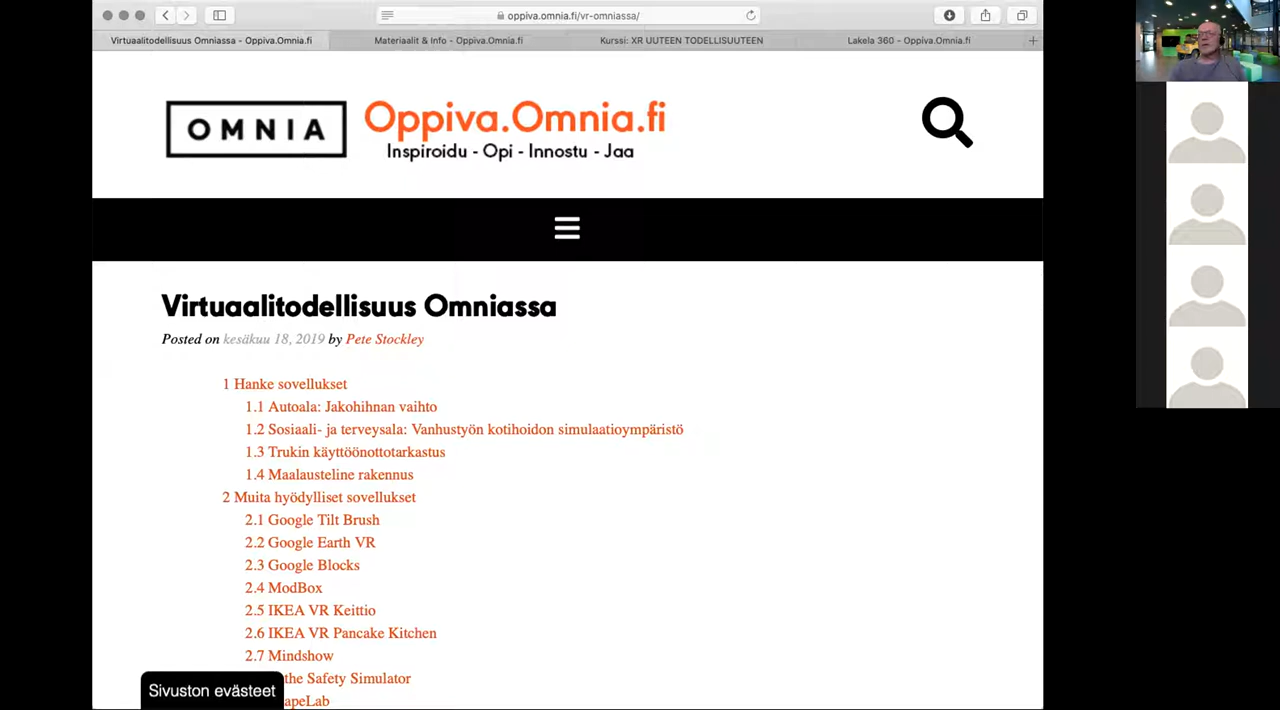 oppiva.omnia.fi/vr-omniassa/
Virtuaalitodellisuus Omniassa - Oppiva.Omnia.fi
Materiaalit & Info - Oppiva.Omnia.fi
Kurssi: XR UUTEEN TODELLISUUTEEN
Lakela 360 - Oppiva.Omnia.fi
OMNIA
Oppiva.Omnia.fi
Inspiroidu - Opi - Innostu - Jaa
Virtuaalitodellisuus Omniassa
Posted on kesäkuu 18, 2019 by Pete Stockley
1 Hanke sovellukset
1.1 Autoala: Jakohihnan vaihto
1.2 Sosiaali- ja terveysala: Vanhustyön kotihoidon simulaatioympäristö
1.3 Trukin käyttöönottotarkastus
1.4 Maalausteline rakennus
2 Muita hyödylliset sovellukset
2.1 Google Tilt Brush
2.2 Google Earth VR
2.3 Google Blocks
2.4 ModBox
2.5 IKEA VR Keittio
2.6 IKEA VR Pancake Kitchen
2.7 Mindshow
the Safety Simulator
apeLab
Sivuston evästeet